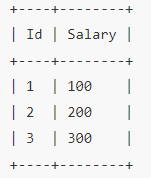 +----+--------+
| Id | Salary |
+----+--------+
| 1  | 100    |
| 2  | 200    |
| 3  | 300    |
+----+--------+